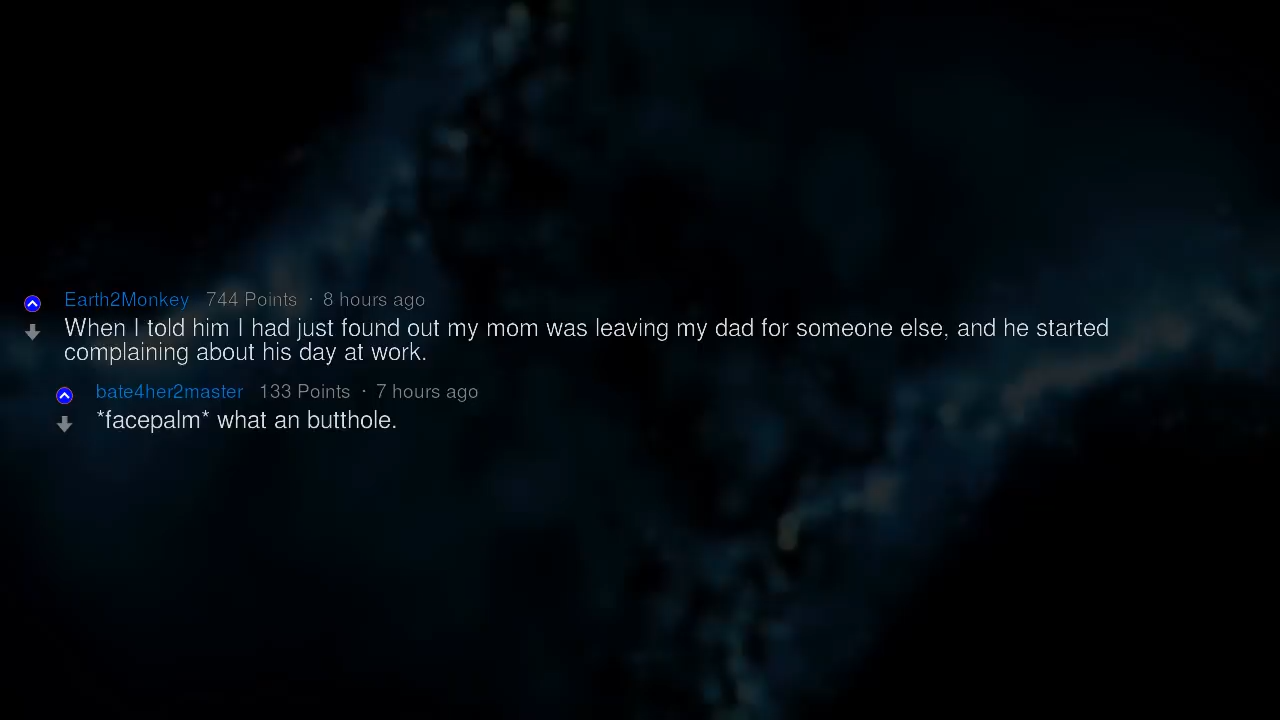 Earth2Monkey 744 Points · 8 hours ago
When I told him I had just found out my mom was leaving my dad for someone else, and he started
complaining about his day at work.
bate4her2master 133 Points · 7 hours ago
*facepalm* what an butthole.